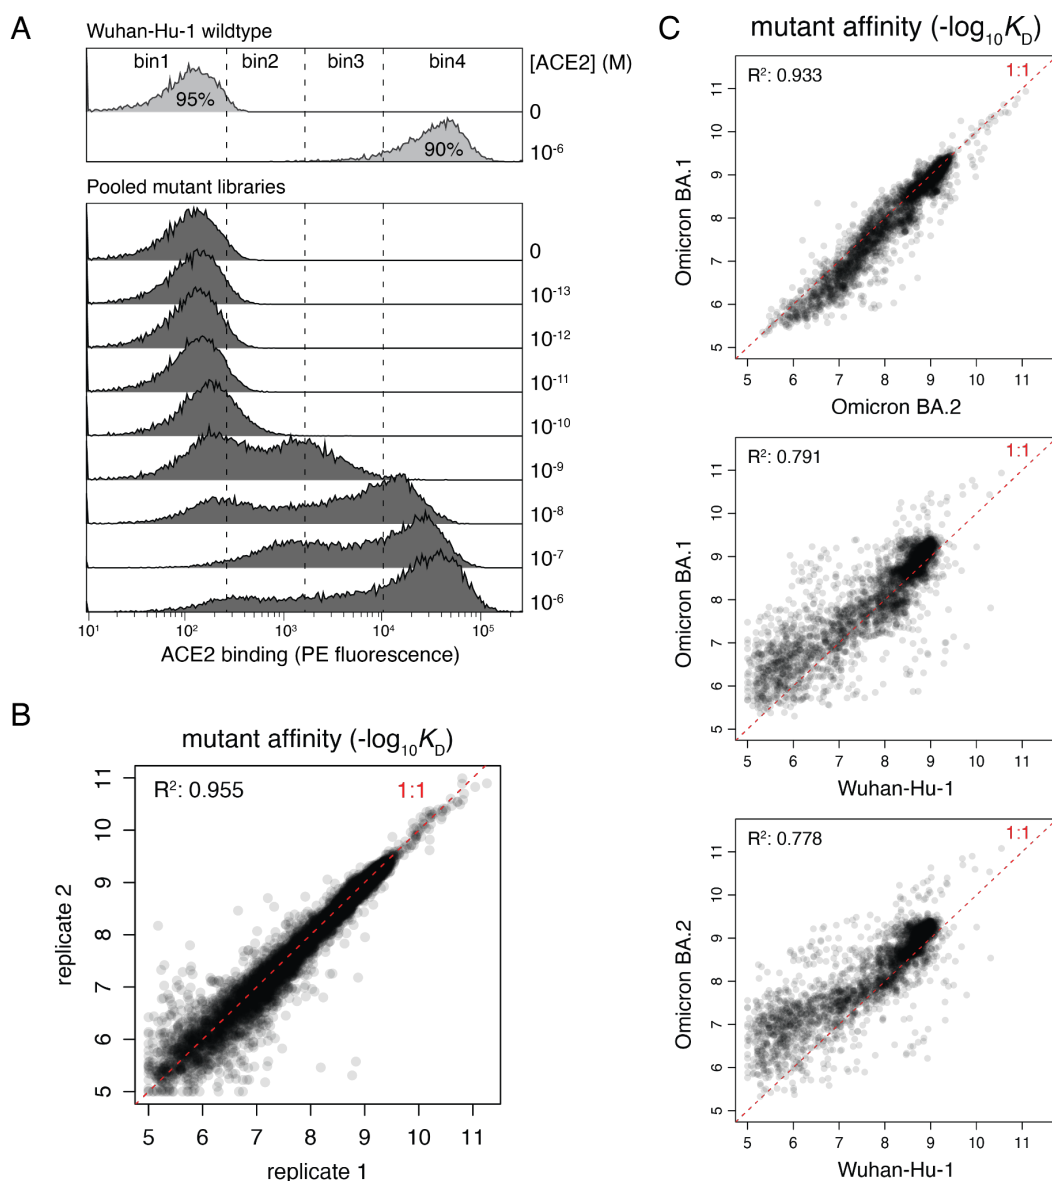 A
Wuhan-Hu-1 wildtype
bin1 bin2 bin3 bin4 [ACE2] (M)
95% 0
90% 10⁻⁶
Pooled mutant libraries
0
10⁻¹³
10⁻¹²
10⁻¹¹
10⁻¹⁰
10⁻⁹
10⁻⁸
10⁻⁷
10⁻⁶
10¹ 10² 10³ 10⁴ 10⁵
ACE2 binding (PE fluorescence)
B
mutant affinity (-log₁₀K_D)
R²: 0.955 1:1
11
10
9
8
7
6
5
replicate 2
5 6 7 8 9 10 11
replicate 1
C
mutant affinity (-log₁₀K_D)
R²: 0.933 1:1
11
10
9
8
7
6
5
Omicron BA.1
5 6 7 8 9 10 11
Omicron BA.2
R²: 0.791 1:1
11
10
9
8
7
6
5
Omicron BA.1
5 6 7 8 9 10 11
Wuhan-Hu-1
R²: 0.778 1:1
11
10
9
8
7
6
5
Omicron BA.2
5 6 7 8 9 10 11
Wuhan-Hu-1